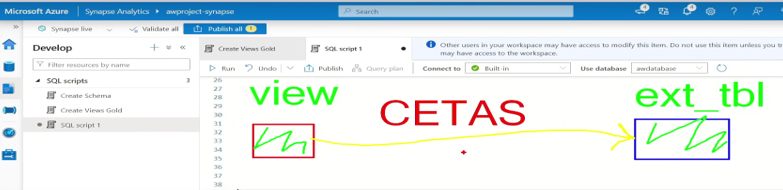 Microsoft Azure | Synapse Analytics ▸ awproject-synapse
Search
Synapse live
Validate all
Publish all 1
Develop
Filter resources by name
SQL scripts 3
Create Schema
Create Views Gold
SQL script 1
Create Views Gold
SQL script 1
Other users in your workspace may have access to modify this item. Do not use this unless you t
may have access to the workspace.
Run
Undo
Publish
Query plan
Connect to
Built-in
Use database
awdatabase
26
27
28
29
30
31
32
33
34
35
36
37
38
view
CETAS
ext_tbl